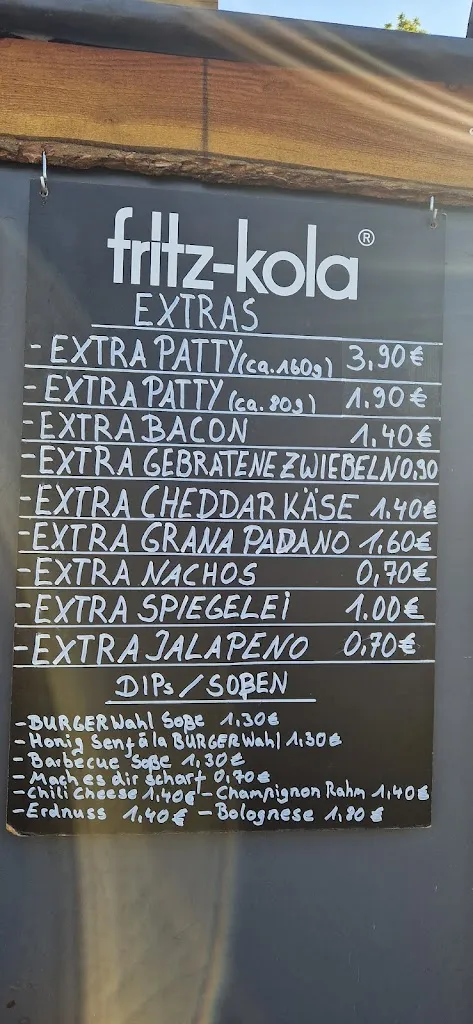 fritz-kola®
EXTRAS
- EXTRA PATTY (ca. 160g) 3,90€
- EXTRA PATTY (ca. 80g) 1,90€
- EXTRA BACON 1,40€
- EXTRA GEBRATENE ZWIEBELN 0,90
- EXTRA CHEDDAR KÄSE 1,40€
- EXTRA GRANA PADANO 1,60€
- EXTRA NACHOS 0,70€
- EXTRA SPIEGELEi 1.00€
- EXTRA JALAPENO 0,70€
DIPs / SOßEN
- BURGER Wahl Soße 1,30€
- Honig Senf á la BURGER Wahl 1,30€
- Barbecue Soße 1,30€
- Mach es dir scharf 0,70€
- Chili Cheese 1,40€ - Champignon Rahm 1,40€
- Erdnuss 1,40€ - Bolognese 1,80€